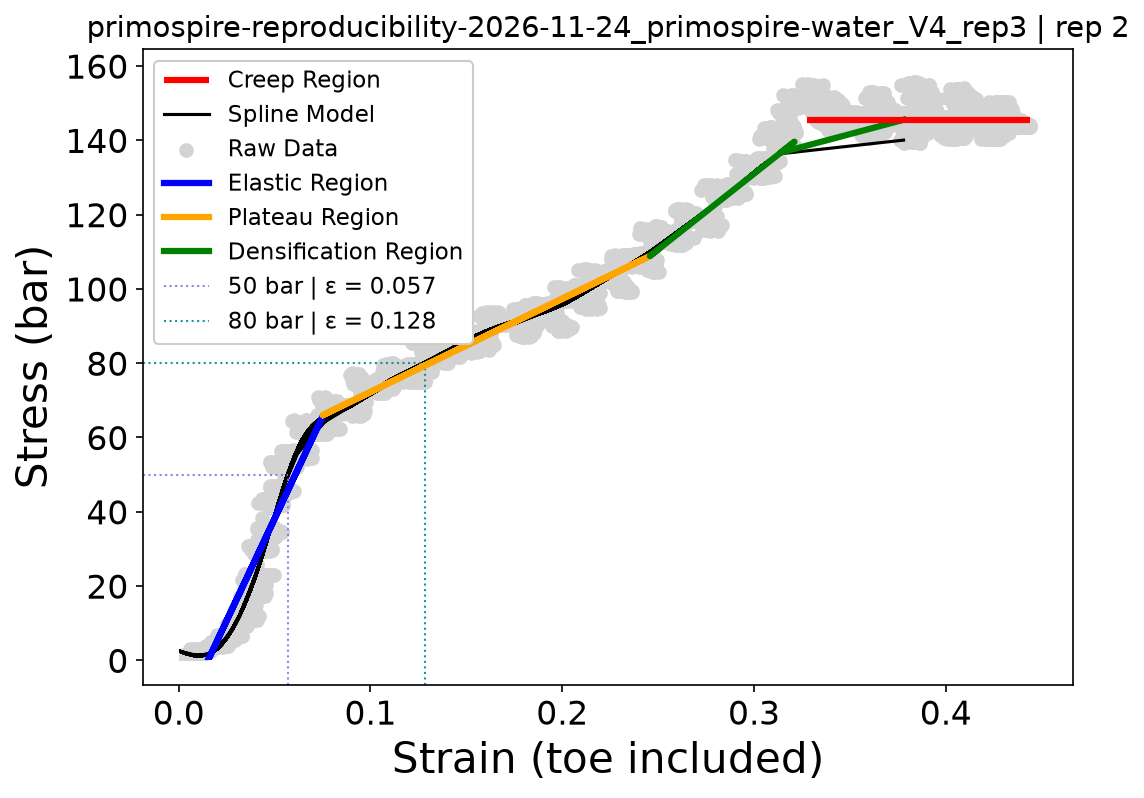 primospire-reproducibility-2026-11-24_primospire-water_V4_rep3 | rep 2
160
140
120
100
80
60
40
20
0
Stress (bar)
Creep Region
Spline Model
Raw Data
Elastic Region
Plateau Region
Densification Region
50 bar | ε = 0.057
80 bar | ε = 0.128
0.0 0.1 0.2 0.3 0.4
Strain (toe included)